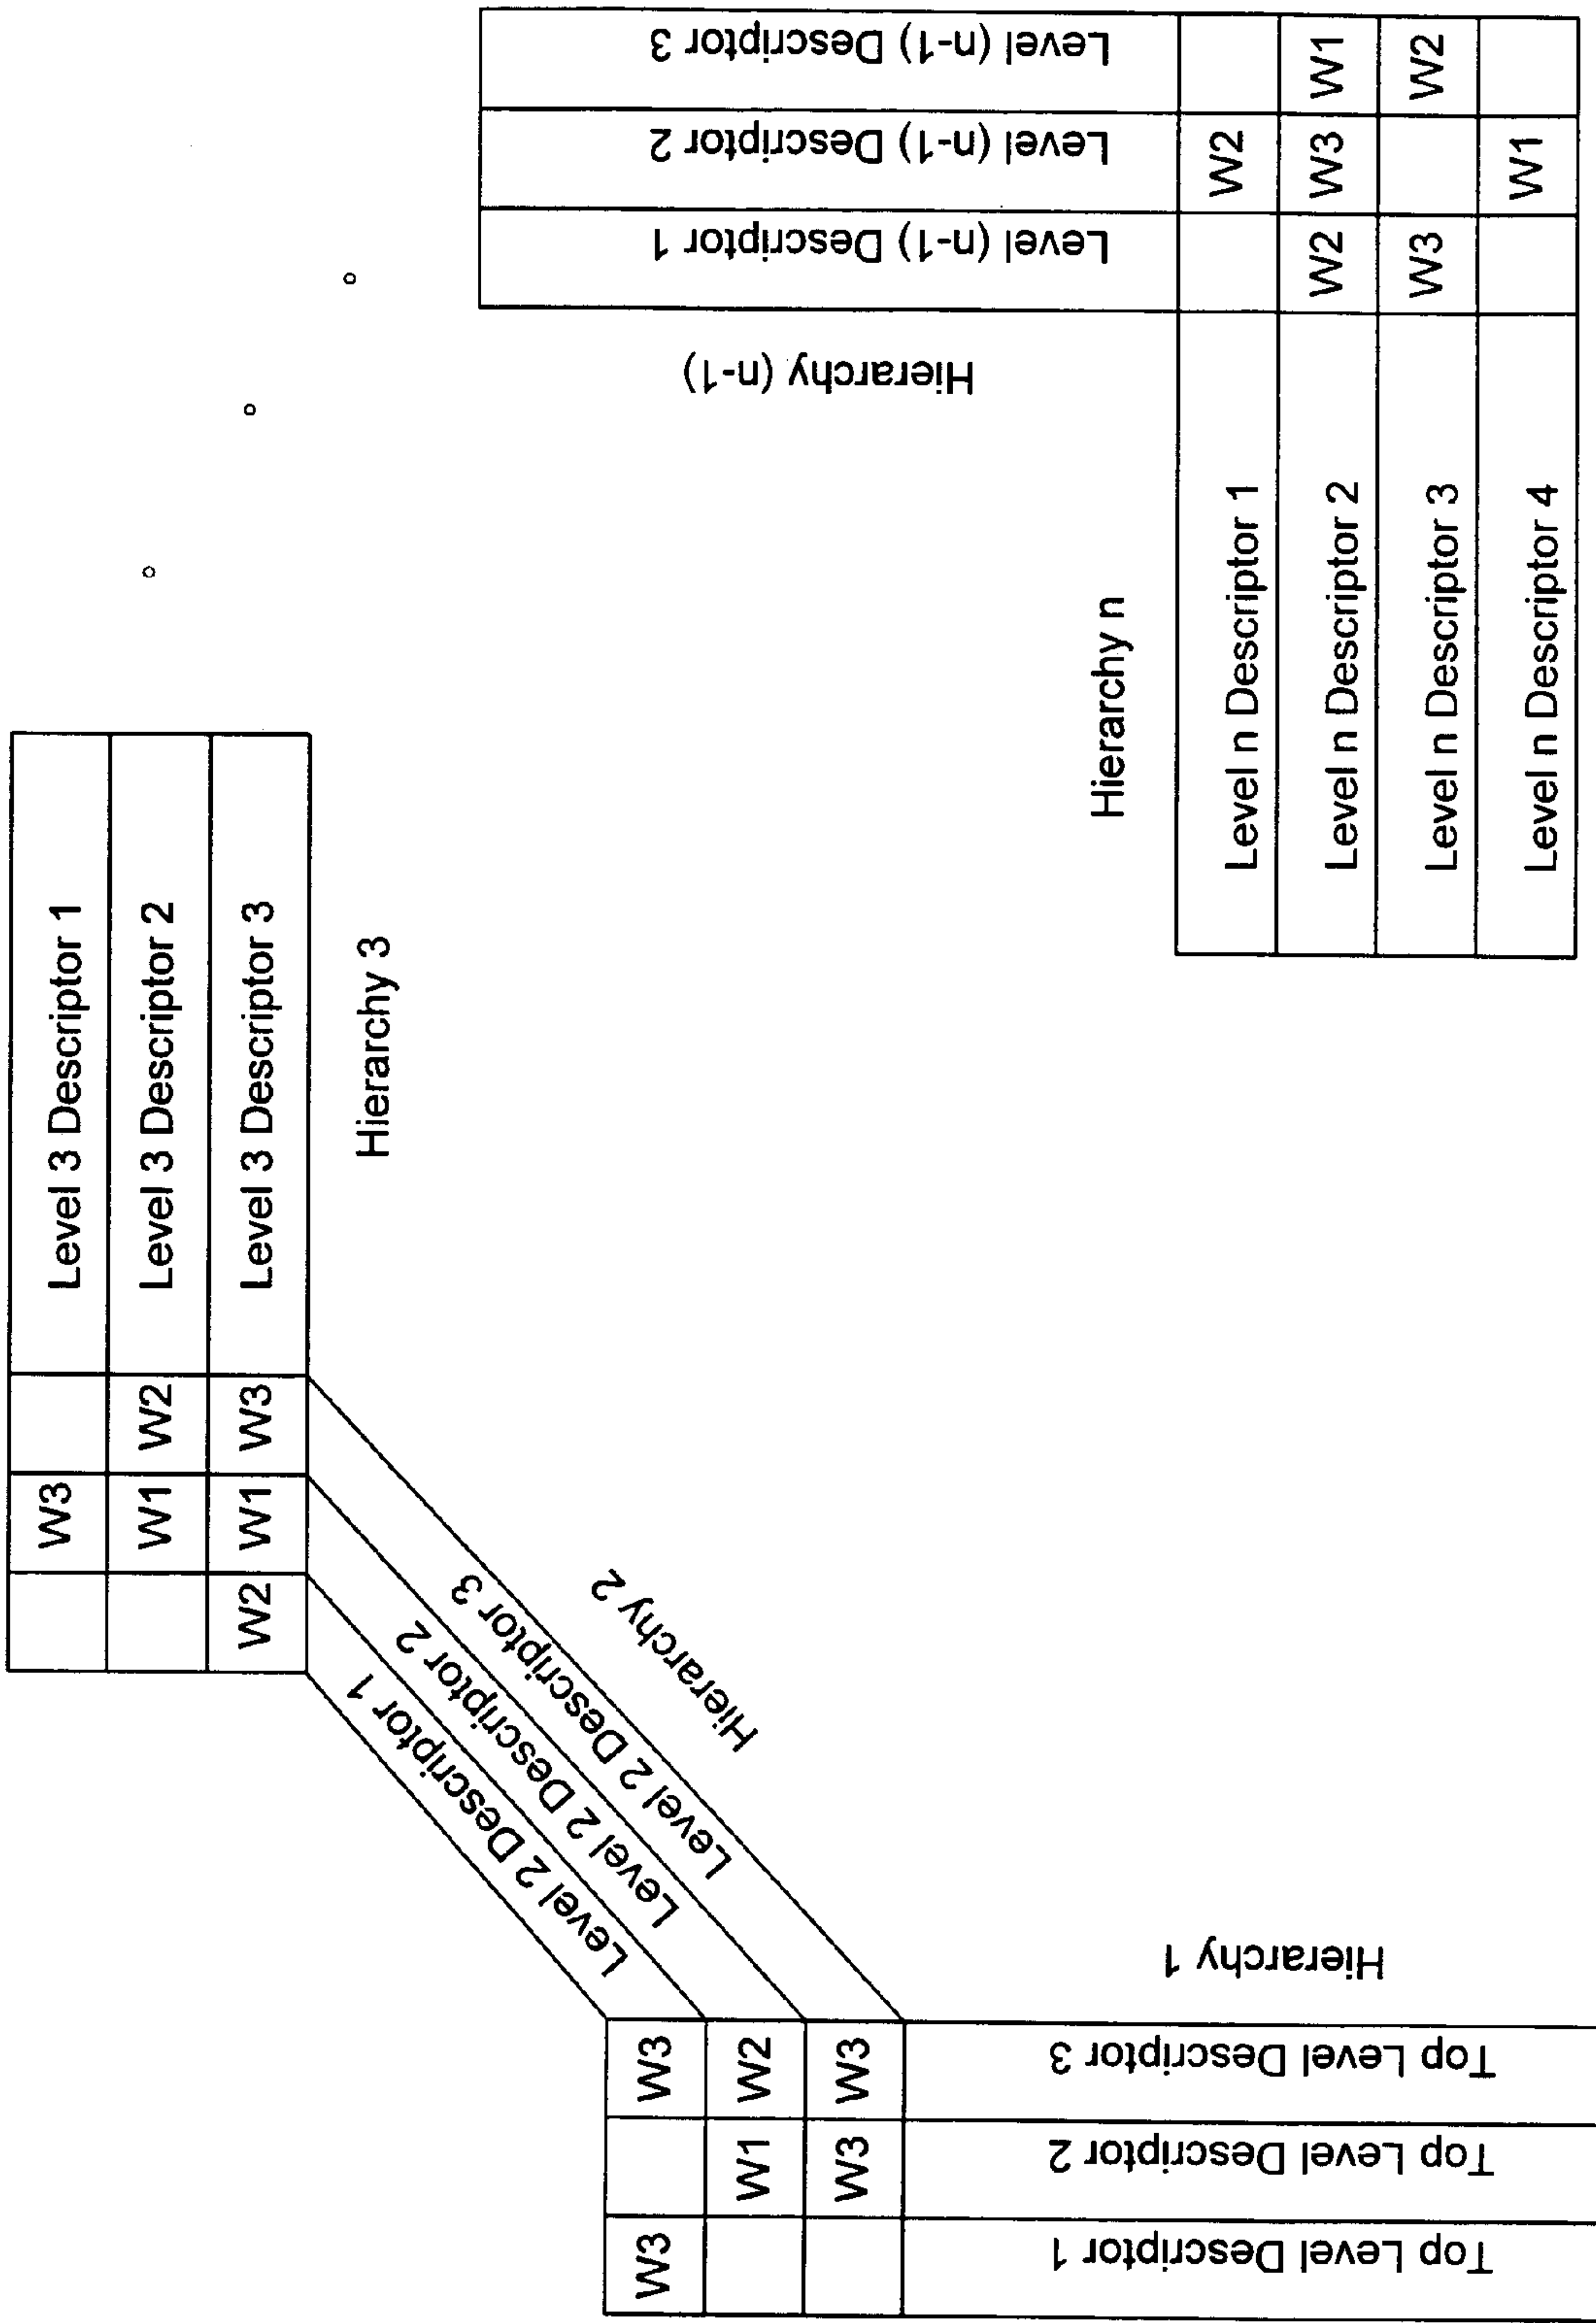 Level 3 Descriptor 1
Level 3 Descriptor 2
Level 3 Descriptor 3
W3
W1 W2
W2 W1 W3
Hierarchy 3
Level 2 Descriptor 1
Level 2 Descriptor 2
Level 2 Descriptor 3
Hierarchy 2
W3 W3
W1 W2
W3 W3
Top Level Descriptor 1
Top Level Descriptor 2
Top Level Descriptor 3
Hierarchy 1
Level (n-1) Descriptor 1
Level (n-1) Descriptor 2
Level (n-1) Descriptor 3
Hierarchy (n-1)
Hierarchy n
Level n Descriptor 1 W2
Level n Descriptor 2 W2 W3 W1
Level n Descriptor 3 W3 W2
Level n Descriptor 4 W1